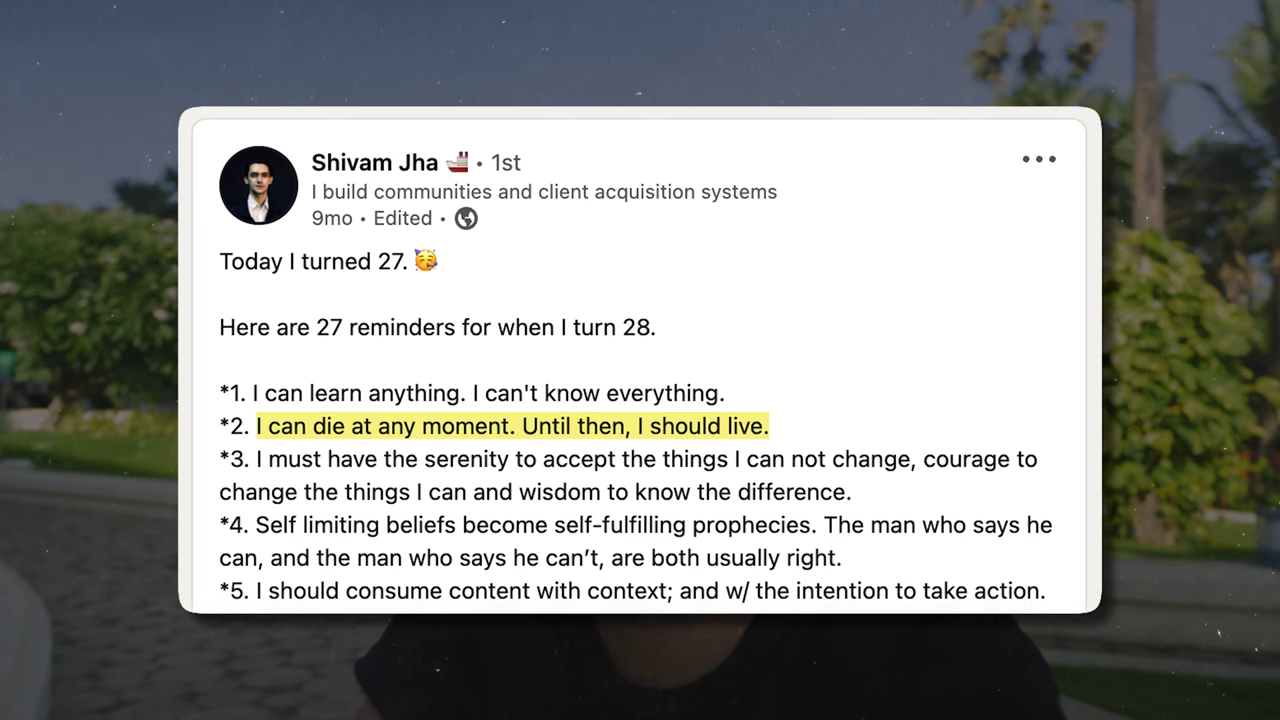 Shivam Jha 🚢 • 1st
I build communities and client acquisition systems
9mo • Edited •
Today I turned 27. 🥳
Here are 27 reminders for when I turn 28.
*1. I can learn anything. I can't know everything.
*2. I can die at any moment. Until then, I should live.
*3. I must have the serenity to accept the things I can not change, courage to
change the things I can and wisdom to know the difference.
*4. Self limiting beliefs become self-fulfilling prophecies. The man who says he
can, and the man who says he can’t, are both usually right.
*5. I should consume content with context; and w/ the intention to take action.